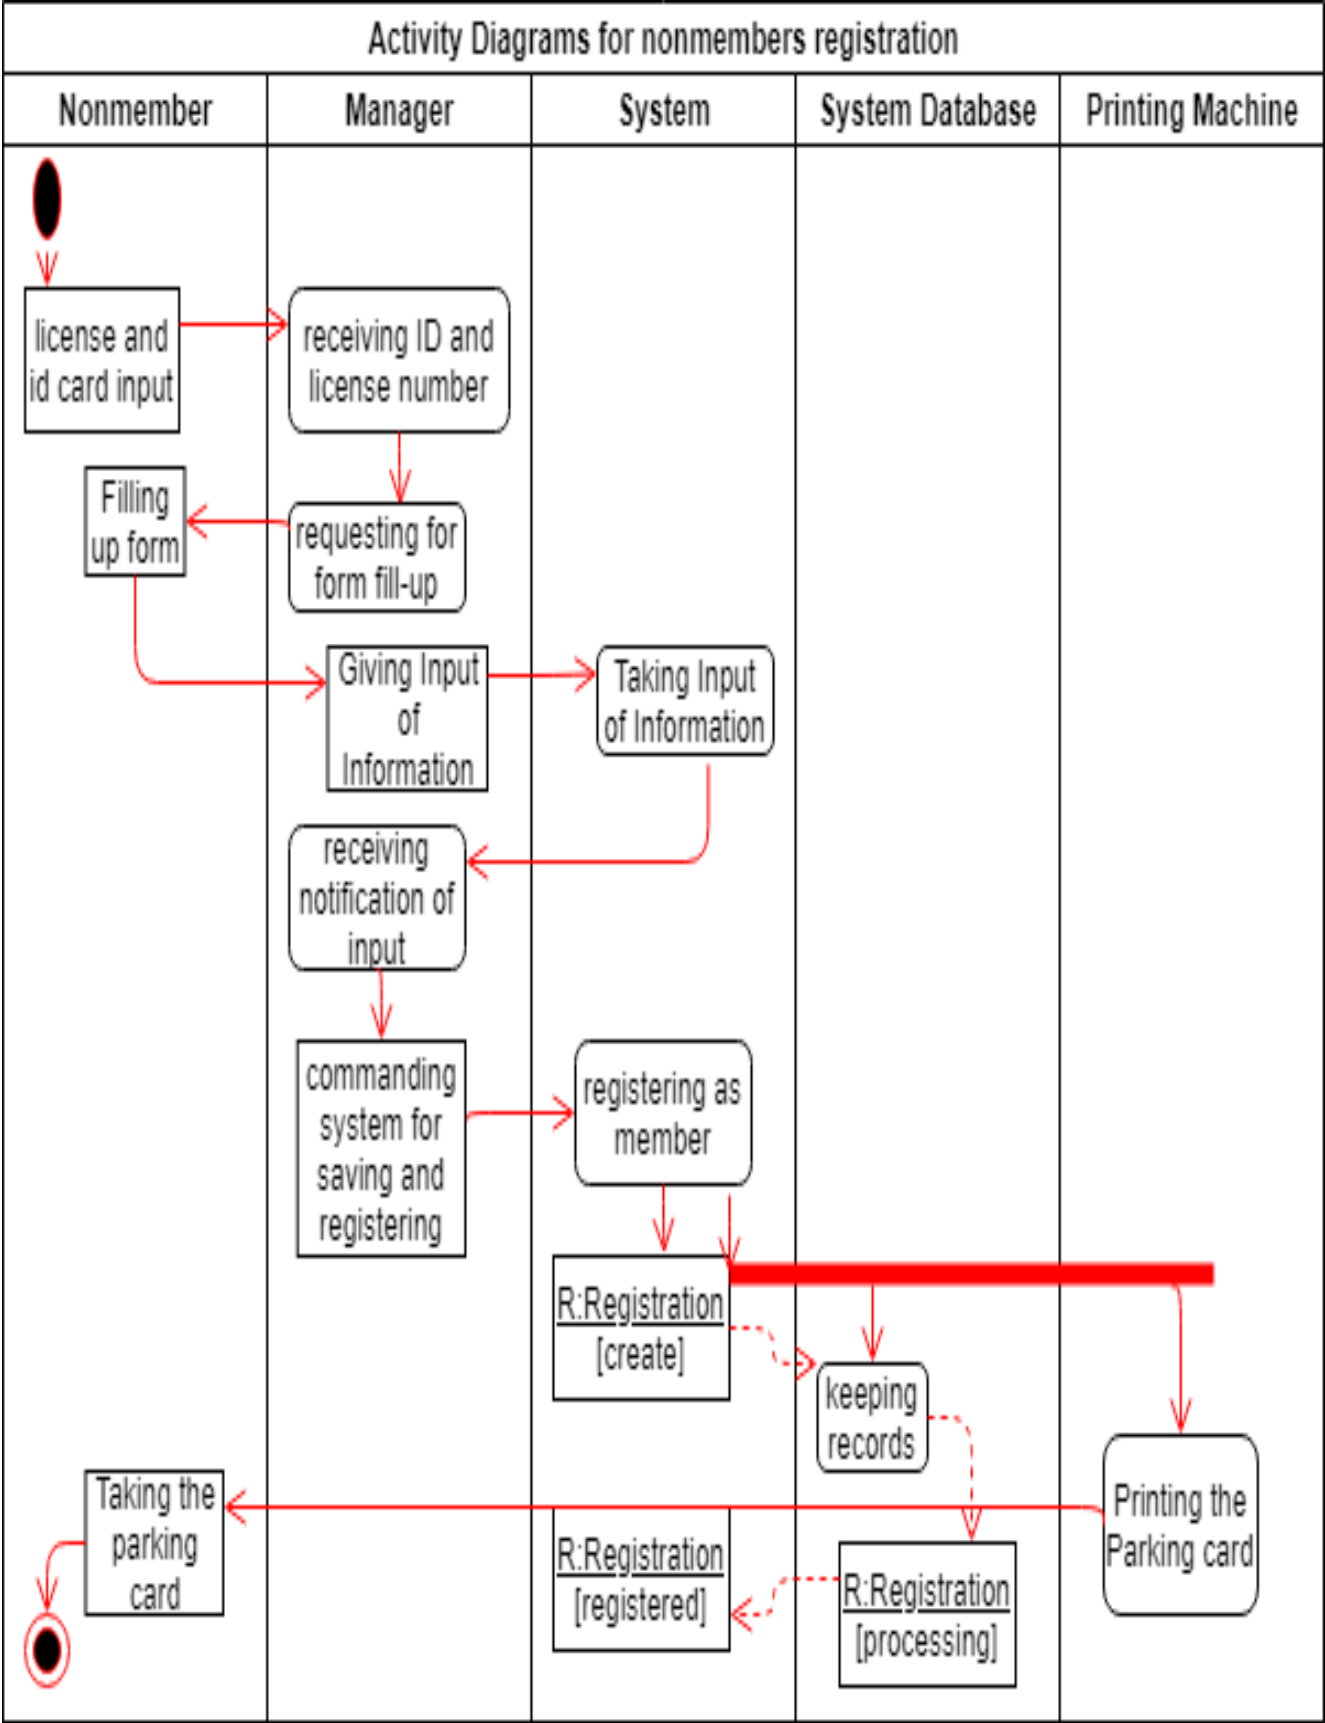 Activity Diagrams for nonmembers registration
Nonmember
Manager
System
System Database
Printing Machine
license and
id card input
receiving ID and
license number
Filling
up form
requesting for
form fill-up
Giving Input
of
Information
Taking Input
of Information
receiving
notification of
input
commanding
system for
saving and
registering
registering as
member
R:Registration
[create]
keeping
records
Printing the
Parking card
Taking the
parking
card
R:Registration
[registered]
R:Registration
[processing]